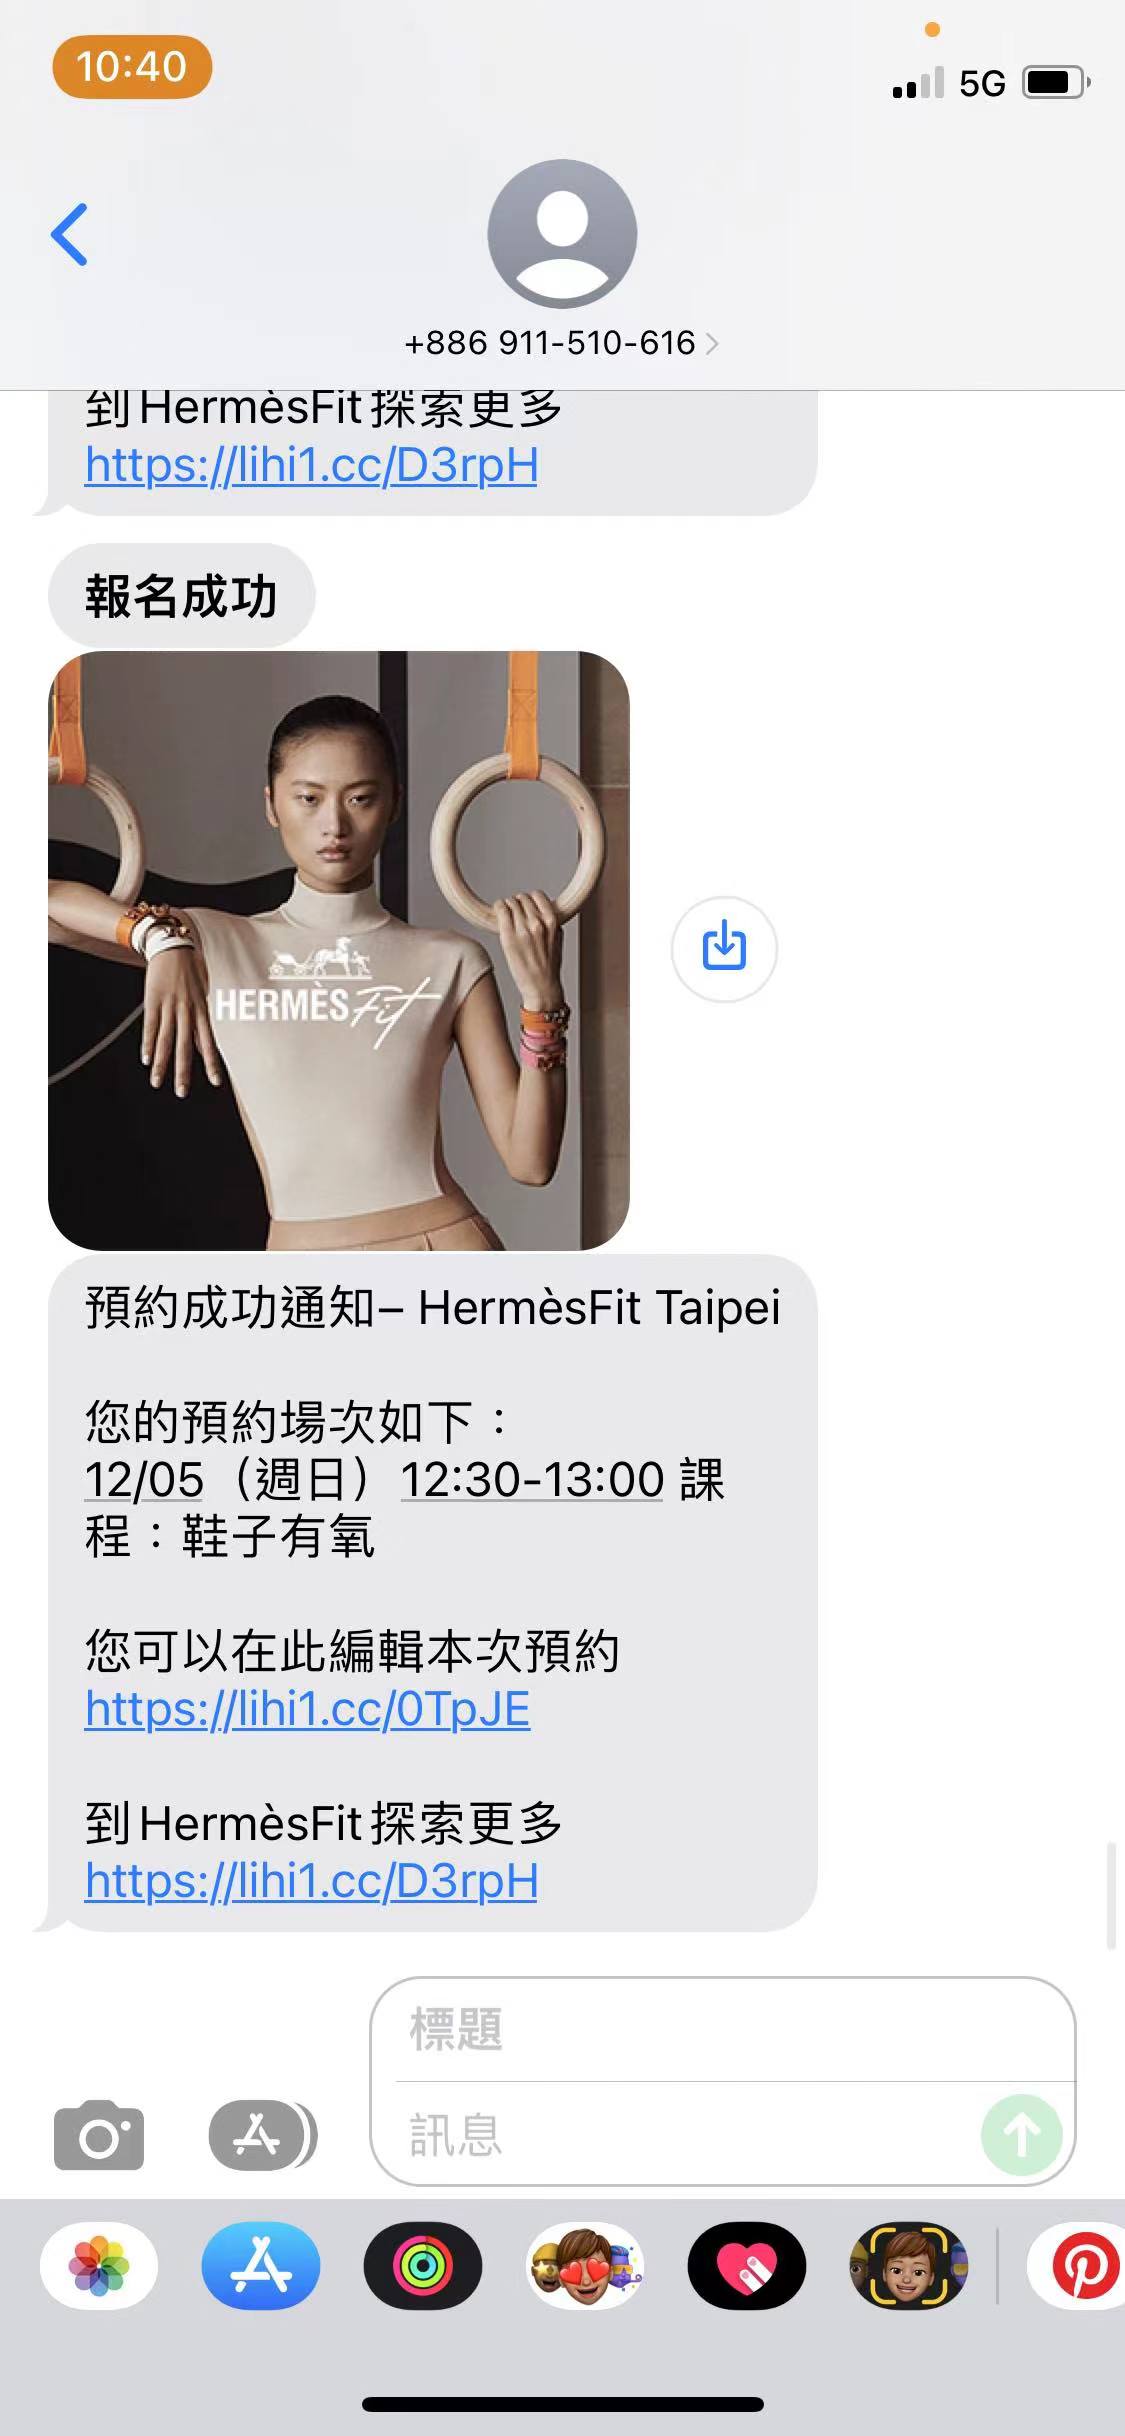 10:40
5G
+886 911-510-616
到HermèsFit探索更多
https://lihi1.cc/D3rpH
報名成功
HERMÈSFit
預約成功通知– HermèsFit Taipei
您的預約場次如下：
12/05（週日）12:30-13:00 課
程：鞋子有氧
您可以在此編輯本次預約
https://lihi1.cc/0TpJE
到HermèsFit探索更多
https://lihi1.cc/D3rpH
標題
訊息